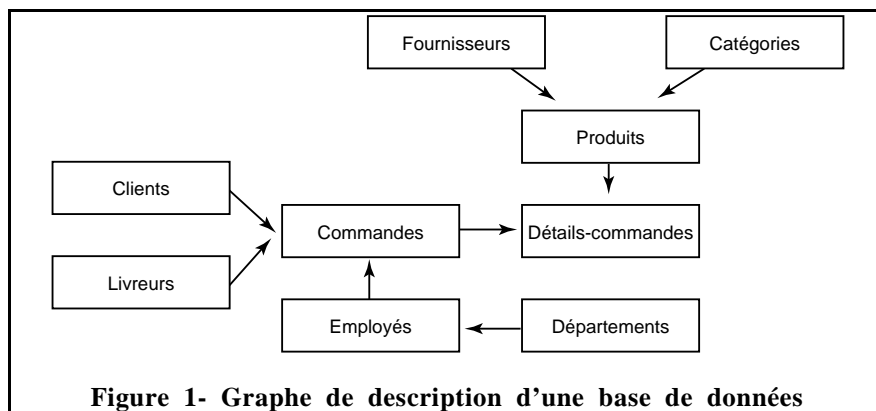 Fournisseurs
Catégories
Produits
Clients
Commandes
Détails-commandes
Livreurs
Employés
Départements
Figure 1- Graphe de description d'une base de données